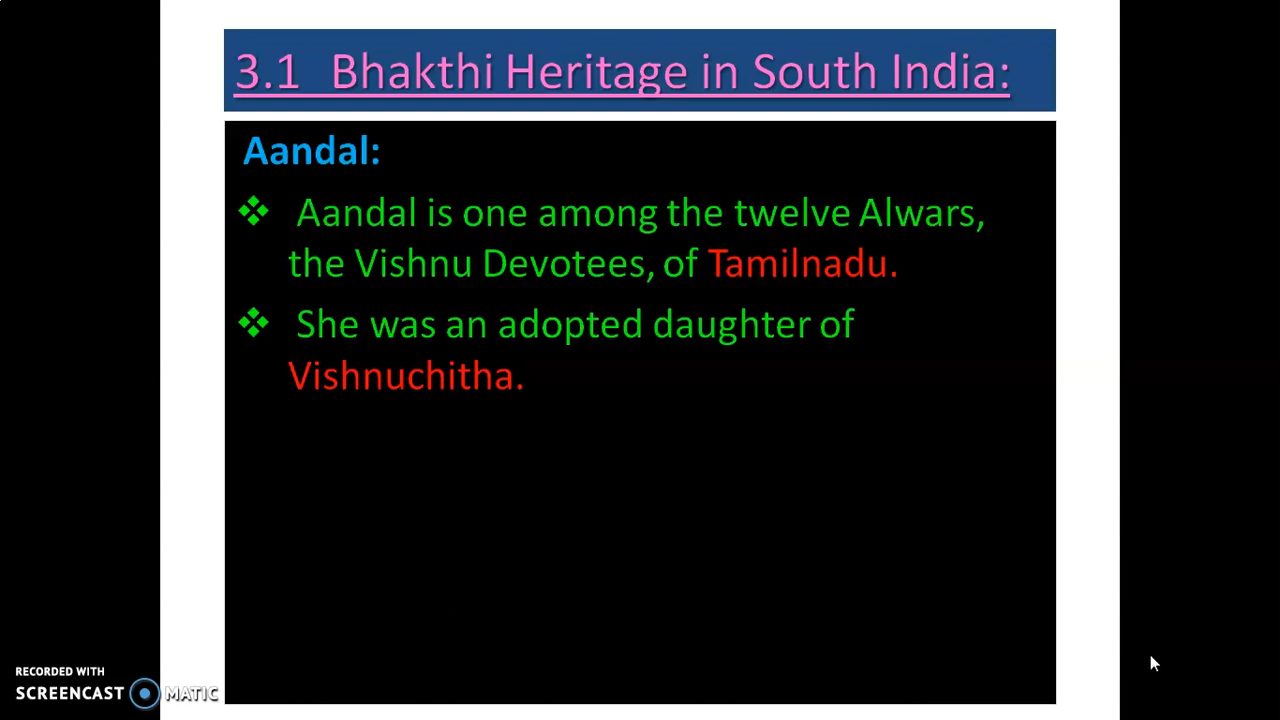 3.1 Bhakthi Heritage in South India:
Aandal:
❖ Aandal is one among the twelve Alwars,
the Vishnu Devotees, of Tamilnadu.
❖ She was an adopted daughter of
Vishnuchitha.
RECORDED WITH
SCREENCAST MATIC